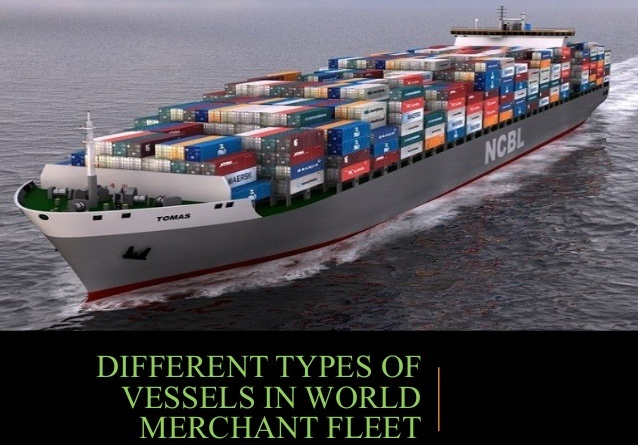 NCBL
MAERSK
TOMAS
DIFFERENT TYPES OF
VESSELS IN WORLD
MERCHANT FLEET